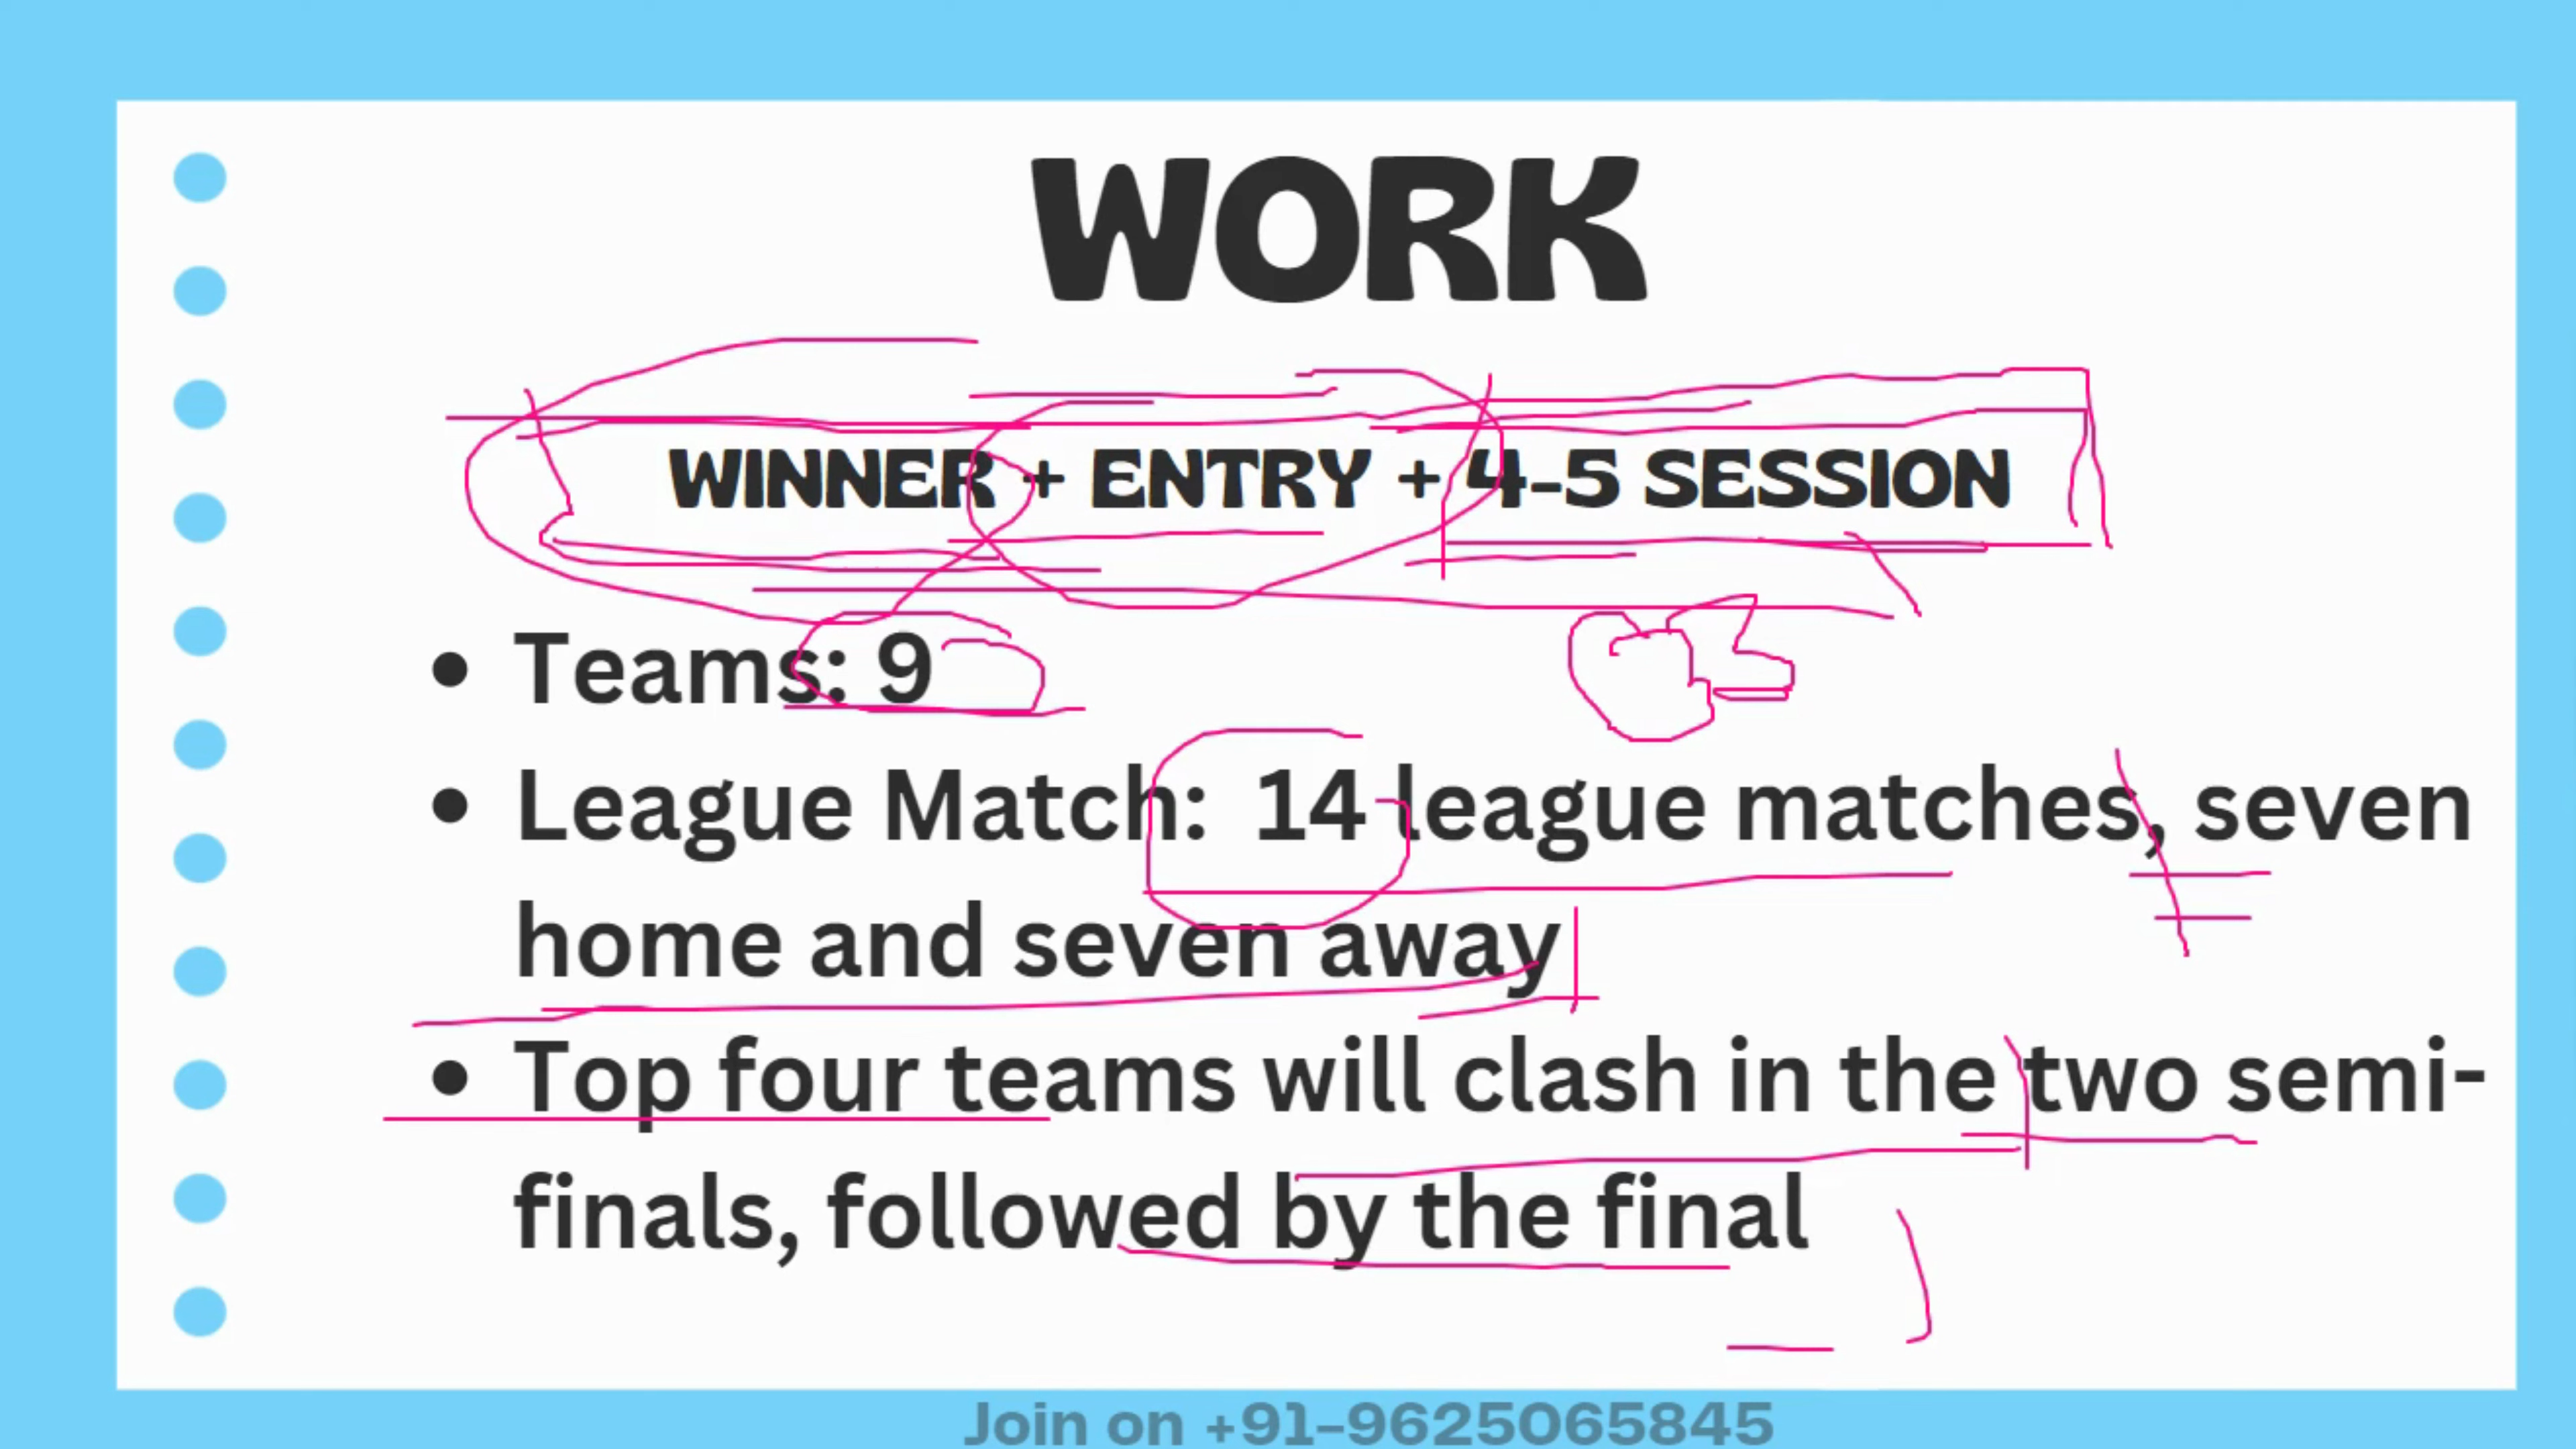 WORK
WINNER + ENTRY + 4-5 SESSION
• Teams: 9
• League Match: 14 league matches, seven
home and seven away
• Top four teams will clash in the two semi-
finals, followed by the final
Join on +91-9625065845